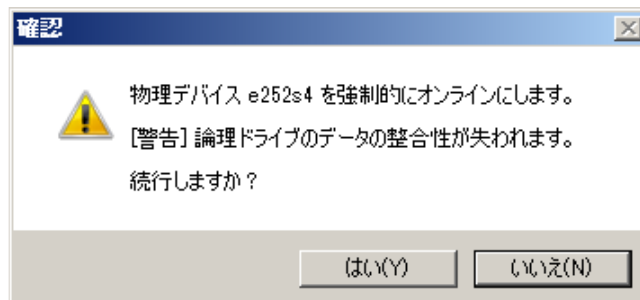 確認
物理デバイス e252s4 を強制的にオンラインにします。
[警告] 論理ドライブのデータの整合性が失われます。
続行しますか？
はい(Y)
いいえ(N)